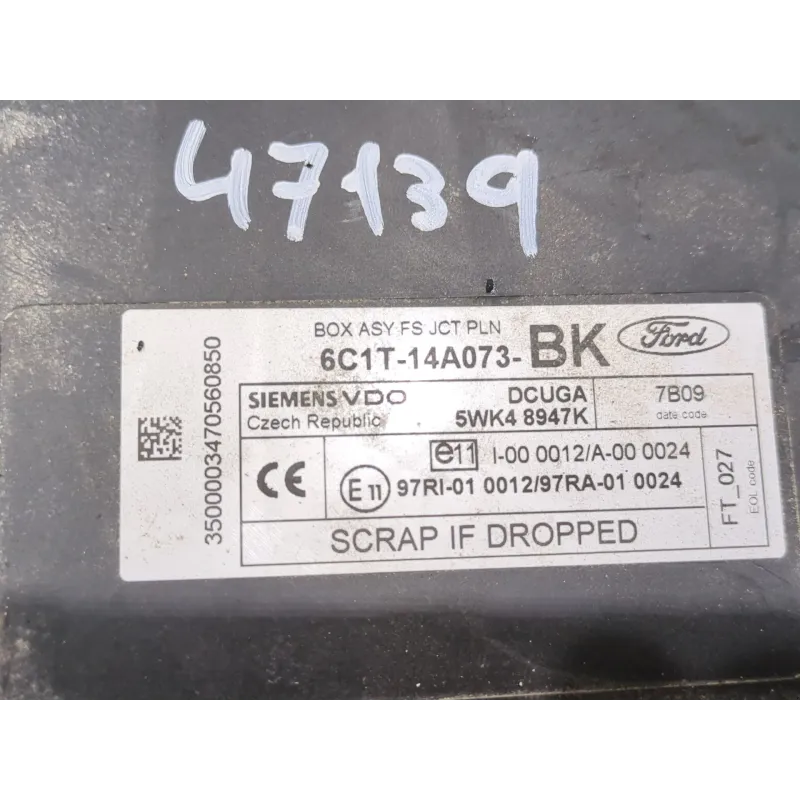 47139
BOX ASY FS JCT PLN
6C1T-14A073-BK
Ford
SIEMENS VDO DCUGA 7B09
Czech Republic 5WK4 8947K date code
e11 I-00 0012/A-00 0024
CE E11 97RI-01 0012/97RA-01 0024
SCRAP IF DROPPED
FT_027
EOL code
3500003470560850